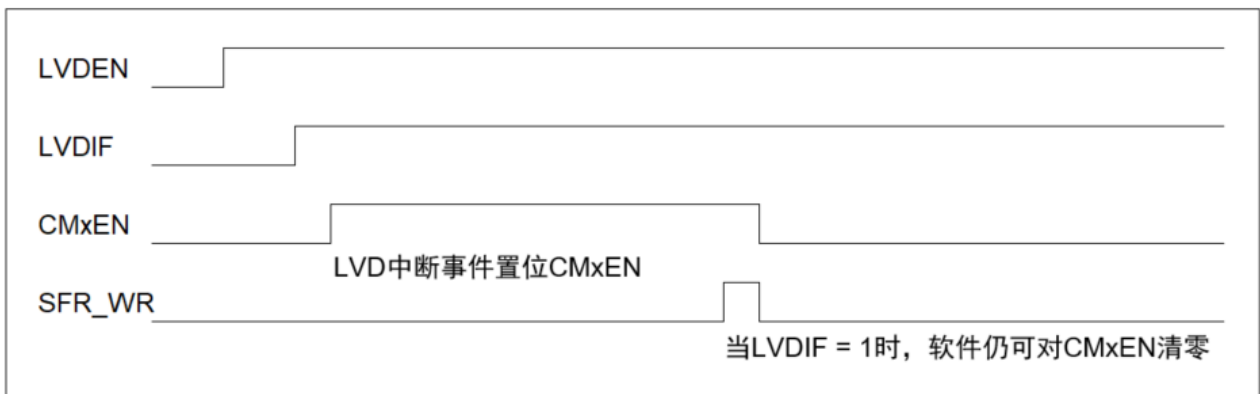 LVDEN
LVDIF
CMxEN
LVD中断事件置位CMxEN
SFR_WR
当LVDIF = 1时，软件仍可对CMxEN清零